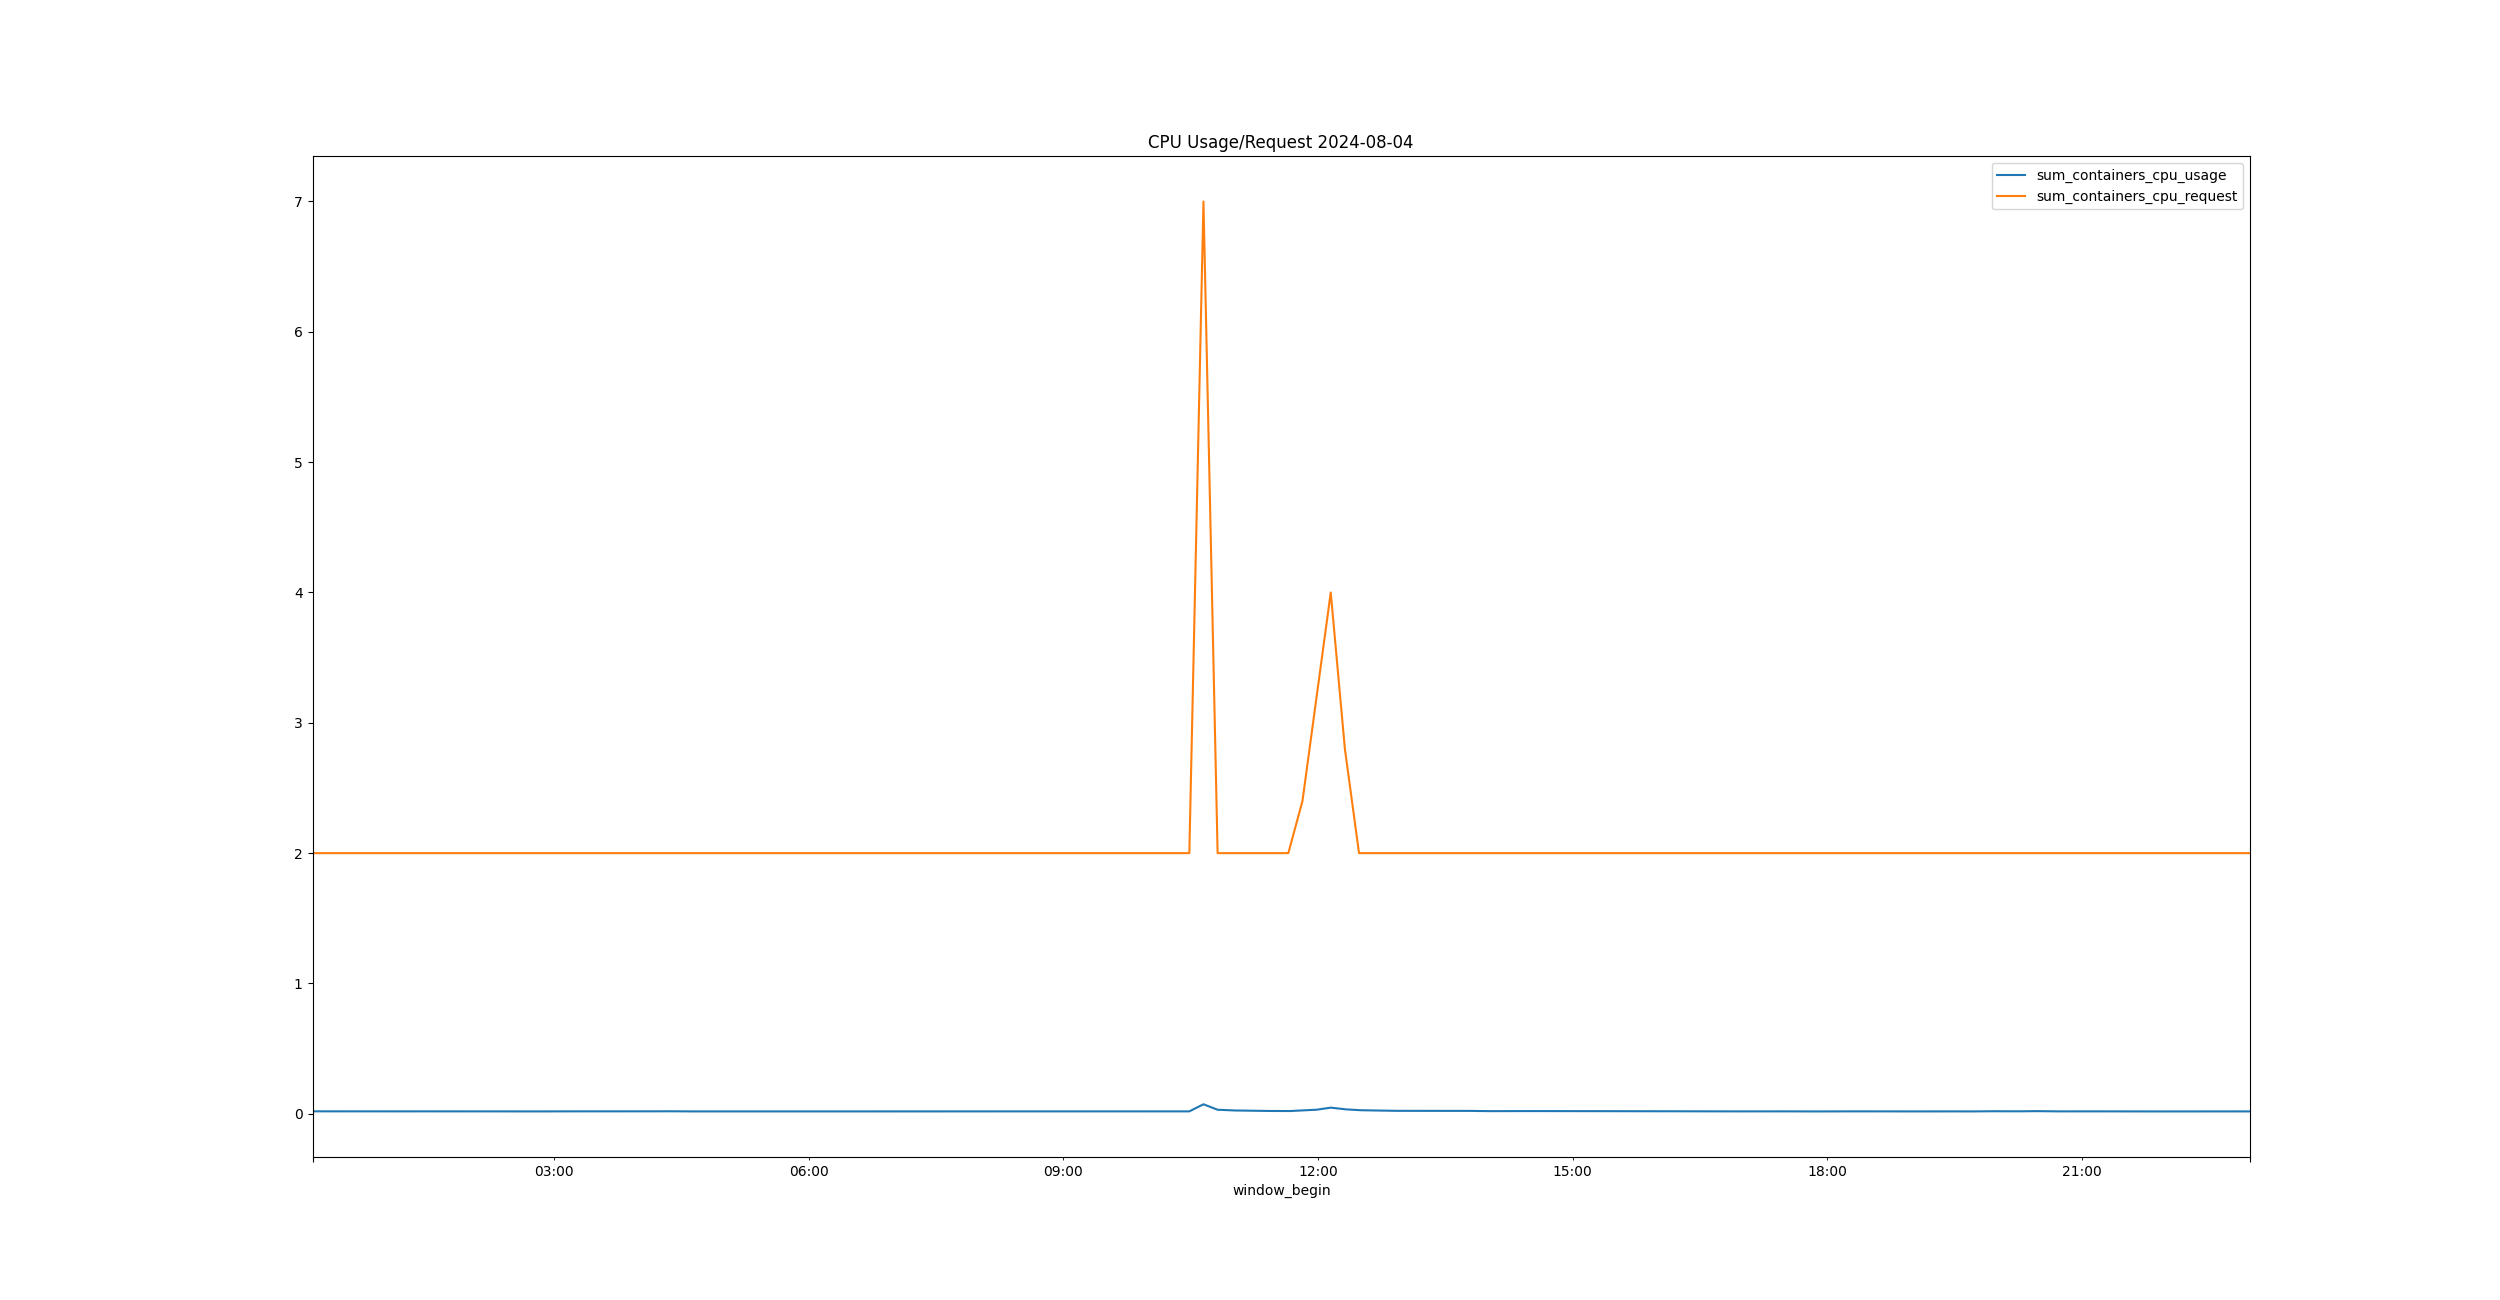 CPU Usage/Request 2024-08-04
sum_containers_cpu_usage
sum_containers_cpu_request
7
6
5
4
3
2
1
0
03:00 06:00 09:00 12:00 15:00 18:00 21:00
window_begin